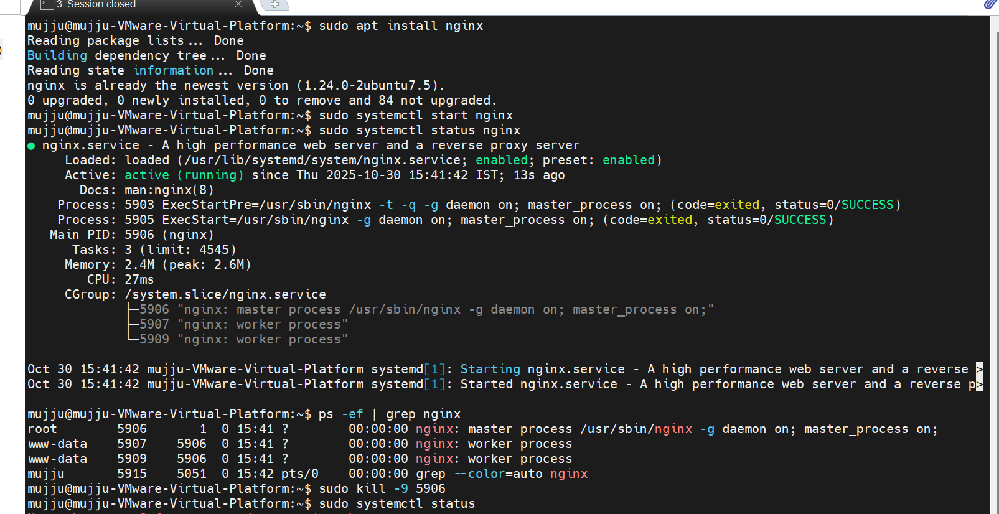 3. Session closed
mujju@mujju-VMware-Virtual-Platform:~$ sudo apt install nginx
Reading package lists... Done
Building dependency tree... Done
Reading state information... Done
nginx is already the newest version (1.24.0-2ubuntu7.5).
0 upgraded, 0 newly installed, 0 to remove and 84 not upgraded.
mujju@mujju-VMware-Virtual-Platform:~$ sudo systemctl start nginx
mujju@mujju-VMware-Virtual-Platform:~$ sudo systemctl status nginx
● nginx.service - A high performance web server and a reverse proxy server
     Loaded: loaded (/usr/lib/systemd/system/nginx.service; enabled; preset: enabled)
     Active: active (running) since Thu 2025-10-30 15:41:42 IST; 13s ago
       Docs: man:nginx(8)
    Process: 5903 ExecStartPre=/usr/sbin/nginx -t -q -g daemon on; master_process on; (code=exited, status=0/SUCCESS)
    Process: 5905 ExecStart=/usr/sbin/nginx -g daemon on; master_process on; (code=exited, status=0/SUCCESS)
   Main PID: 5906 (nginx)
      Tasks: 3 (limit: 4545)
     Memory: 2.4M (peak: 2.6M)
        CPU: 27ms
     CGroup: /system.slice/nginx.service
             ├─5906 "nginx: master process /usr/sbin/nginx -g daemon on; master_process on;"
             ├─5907 "nginx: worker process"
             └─5909 "nginx: worker process"
Oct 30 15:41:42 mujju-VMware-Virtual-Platform systemd[1]: Starting nginx.service - A high performance web server and a reverse >
Oct 30 15:41:42 mujju-VMware-Virtual-Platform systemd[1]: Started nginx.service - A high performance web server and a reverse p>
mujju@mujju-VMware-Virtual-Platform:~$ ps -ef | grep nginx
root        5906       1  0 15:41 ?        00:00:00 nginx: master process /usr/sbin/nginx -g daemon on; master_process on;
www-data    5907    5906  0 15:41 ?        00:00:00 nginx: worker process
www-data    5909    5906  0 15:41 ?        00:00:00 nginx: worker process
mujju       5915    5051  0 15:42 pts/0    00:00:00 grep --color=auto nginx
mujju@mujju-VMware-Virtual-Platform:~$ sudo kill -9 5906
mujju@mujju-VMware-Virtual-Platform:~$ sudo systemctl status